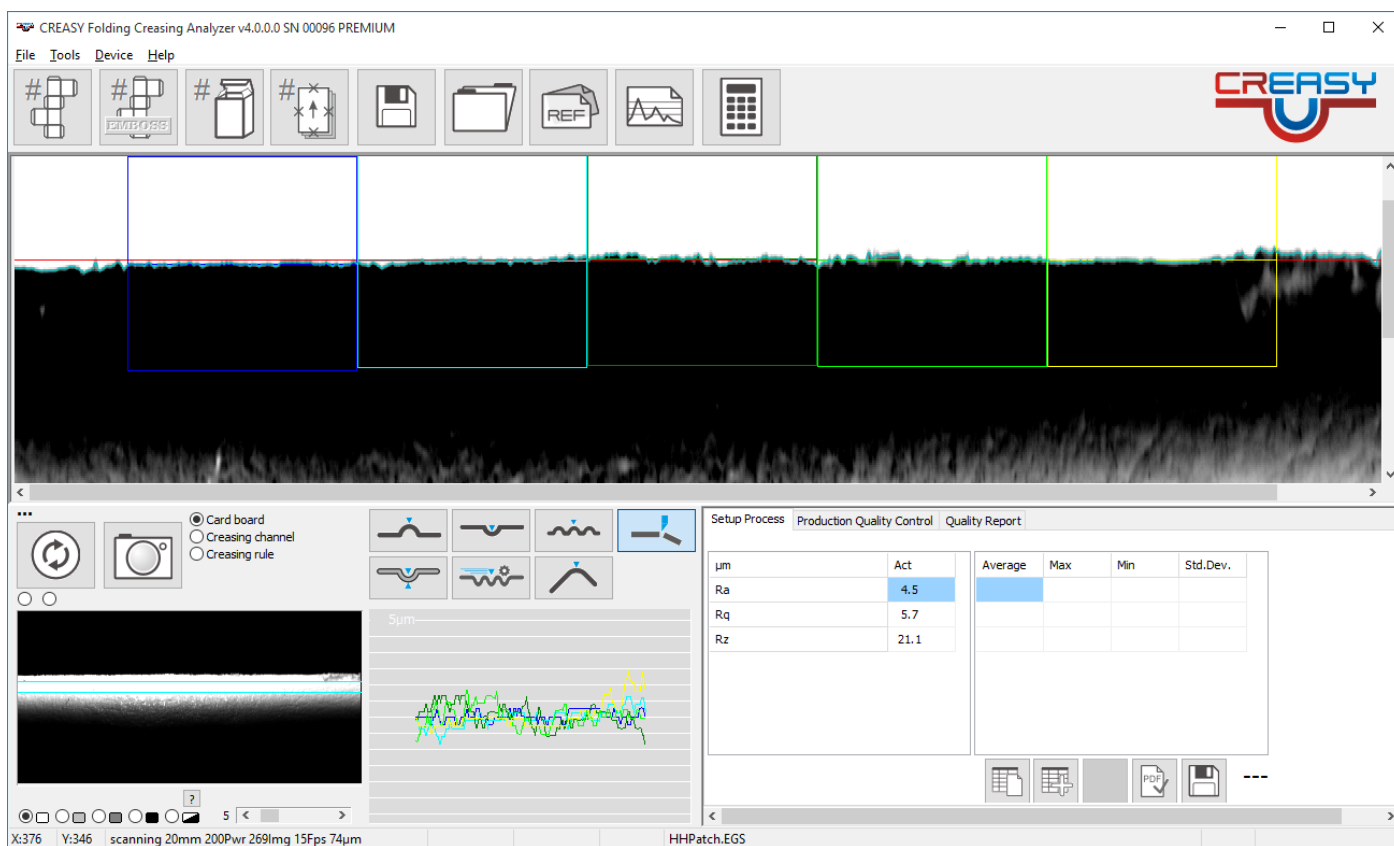 CREASY Folding Creasing Analyzer v4.0.0.0 SN 00096 PREMIUM
File Tools Device Help
# # # #
EMBOSS
REF
CREASY
...
Card board
Creasing channel
Creasing rule
5µm
?
5
Setup Process Production Quality Control Quality Report
µm Act Average Max Min Std.Dev.
Ra 4.5
Rq 5.7
Rz 21.1
PDF
---
X:376 Y:346 scanning 20mm 200Pwr 269Img 15Fps 74µm HHPatch.EGS